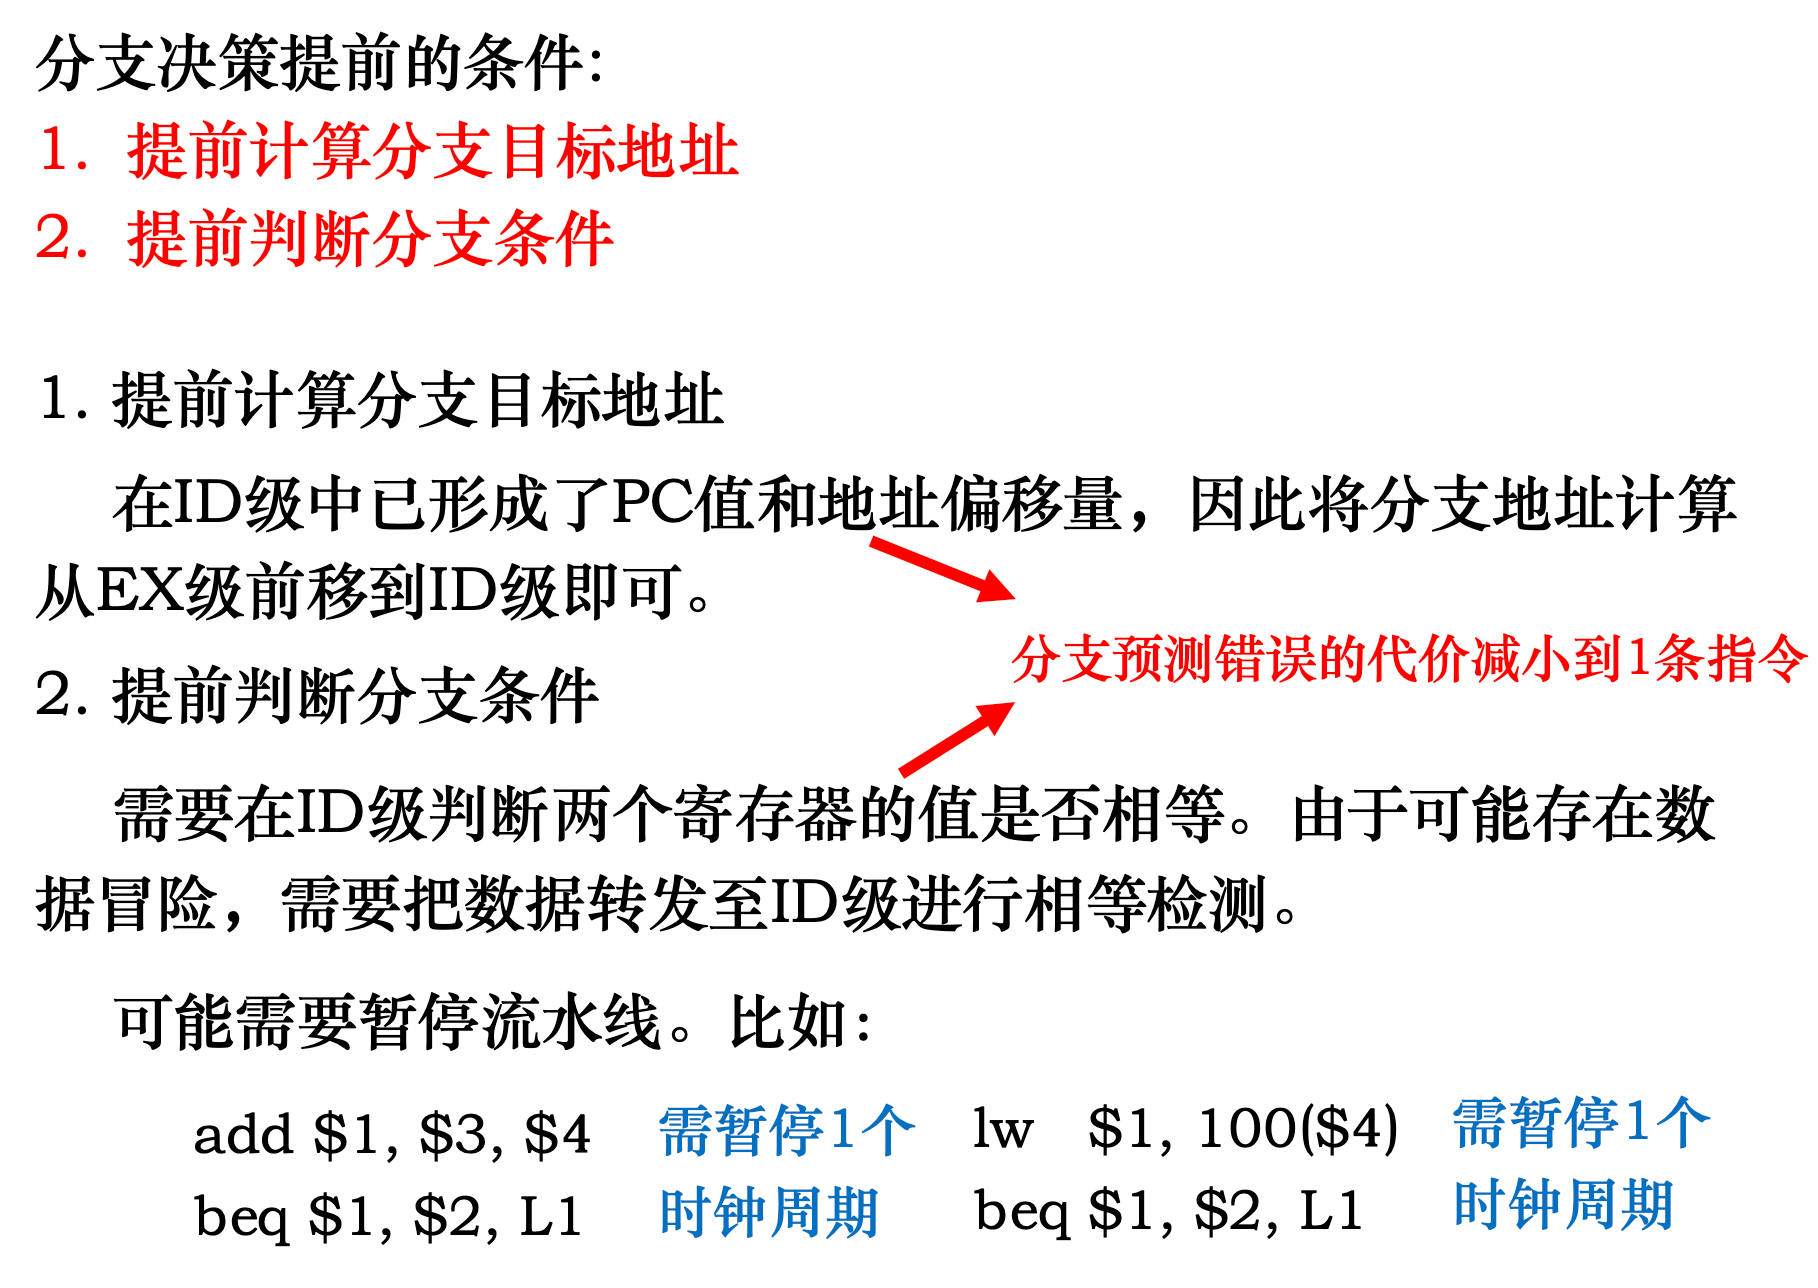 分支决策提前的条件:
1. 提前计算分支目标地址
2. 提前判断分支条件
1. 提前计算分支目标地址
在ID级中已形成了PC值和地址偏移量，因此将分支地址计算
从EX级前移到ID级即可。
分支预测错误的代价减小到1条指令
2. 提前判断分支条件
需要在ID级判断两个寄存器的值是否相等。由于可能存在数
据冒险，需要把数据转发至ID级进行相等检测。
可能需要暂停流水线。比如:
add $1, $3, $4 需暂停1个
beq $1, $2, L1 时钟周期
lw $1, 100($4) 需暂停1个
beq $1, $2, L1 时钟周期